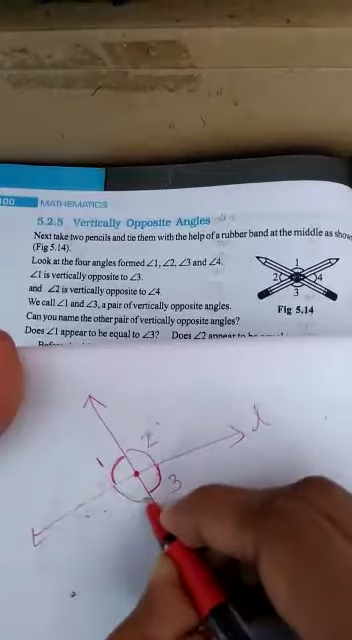 100 MATHEMATICS
5.2.5 Vertically Opposite Angles
Next take two pencils and tie them with the help of a rubber band at the middle as show
(Fig 5.14).
Look at the four angles formed ∠1, ∠2, ∠3 and ∠4.
∠1 is vertically opposite to ∠3.
and ∠2 is vertically opposite to ∠4.
We call ∠1 and ∠3, a pair of vertically opposite angles.
Can you name the other pair of vertically opposite angles?
Does ∠1 appear to be equal to ∠3? Does ∠2 appear to be
1
2 4
3
Fig 5.14
l
2
1
3